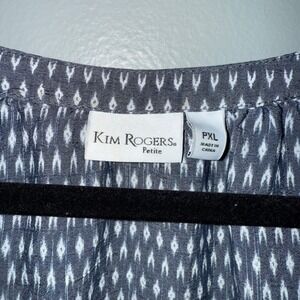 KIM ROGERS®
Petite
PXL
MADE IN
CHINA